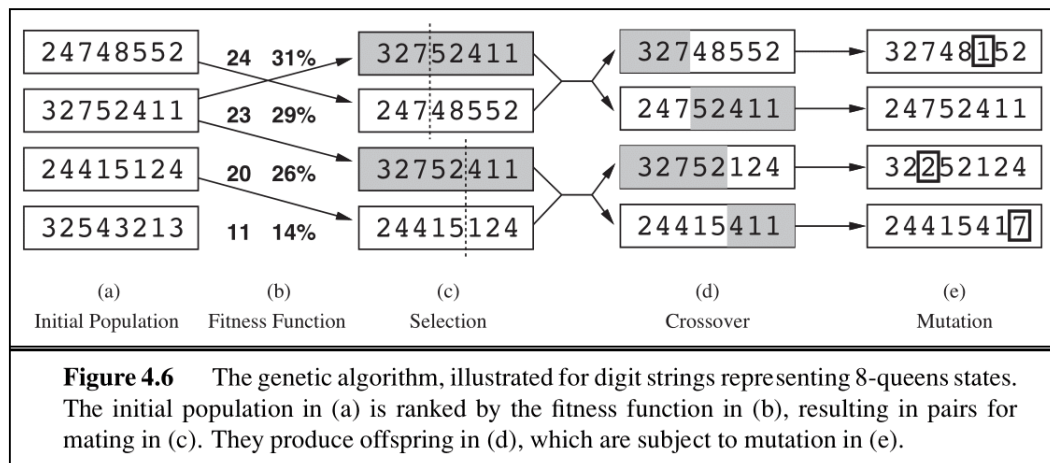 24748552 24 31% 32752411 32748552 32748152
32752411 23 29% 24748552 24752411 24752411
24415124 20 26% 32752411 32752124 32252124
32543213 11 14% 24415124 24415411 24415417
(a) (b) (c) (d) (e)
Initial Population Fitness Function Selection Crossover Mutation
Figure 4.6 The genetic algorithm, illustrated for digit strings representing 8-queens states.
The initial population in (a) is ranked by the fitness function in (b), resulting in pairs for
mating in (c). They produce offspring in (d), which are subject to mutation in (e).